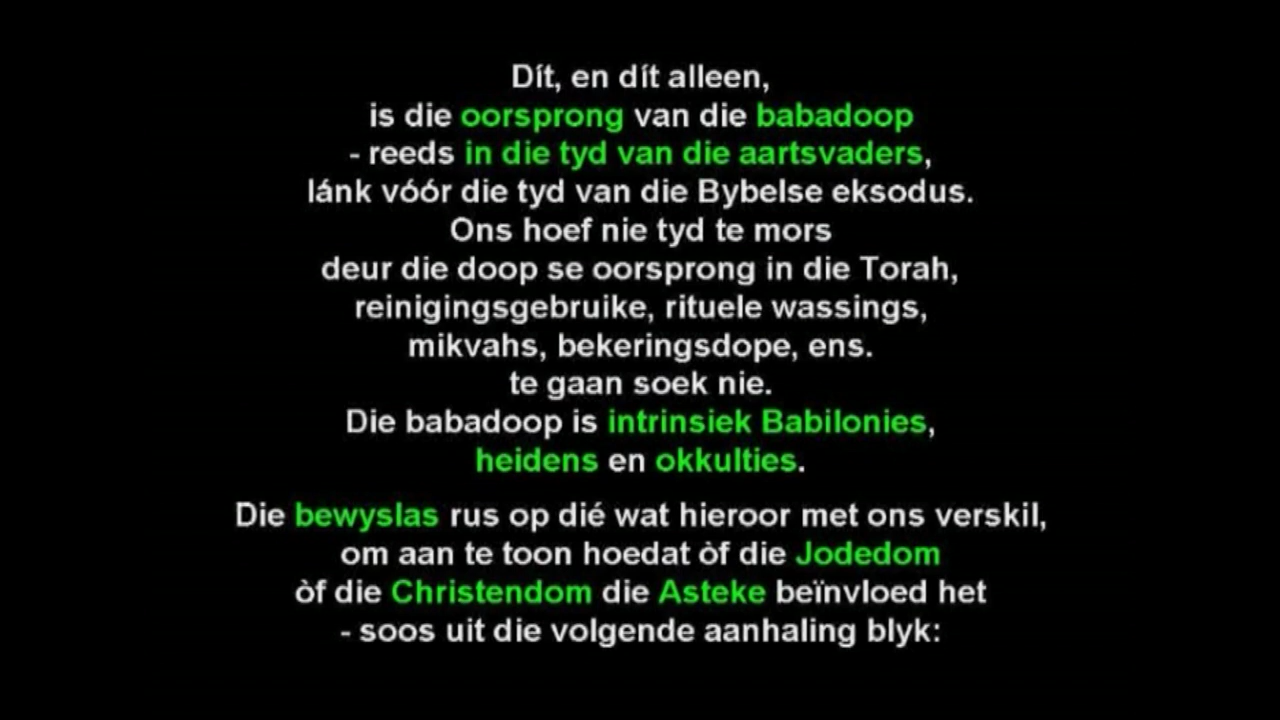 Dít, en dít alleen,
is die oorsprong van die babadoop
- reeds in die tyd van die aartsvaders,
lánk vóór die tyd van die Bybelse eksodus.
Ons hoef nie tyd te mors
deur die doop se oorsprong in die Torah,
reinigingsgebruike, rituele wassings,
mikvahs, bekeringsdope, ens.
te gaan soek nie.
Die babadoop is intrinsiek Babilonies,
heidens en okkulties.
Die bewyslas rus op dié wat hieroor met ons verskil,
om aan te toon hoedat òf die Jodedom
òf die Christendom die Asteke beïnvloed het
- soos uit die volgende aanhaling blyk: